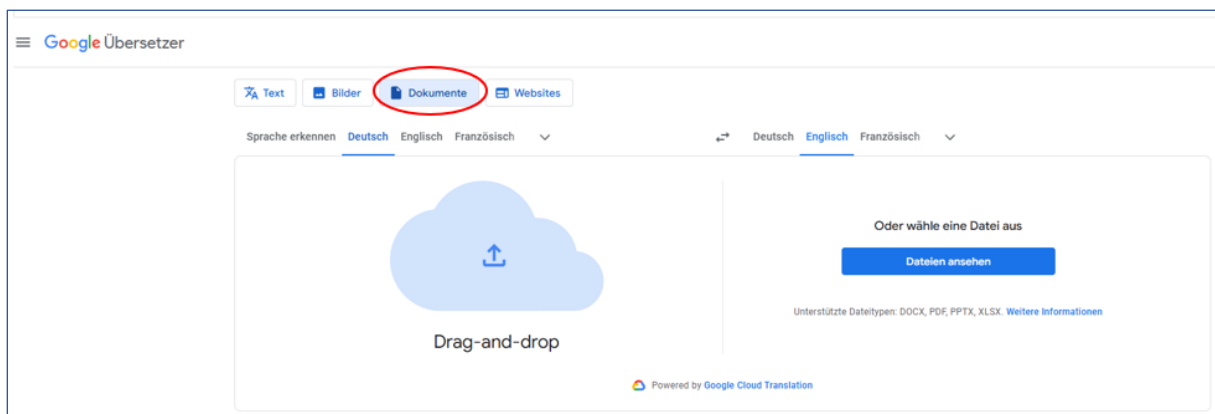 Google Übersetzer
Text Bilder Dokumente Websites
Sprache erkennen Deutsch Englisch Französisch Deutsch Englisch Französisch
Oder wähle eine Datei aus
Dateien ansehen
Unterstützte Dateitypen: DOCX, PDF, PPTX, XLSX. Weitere Informationen
Drag-and-drop
Powered by Google Cloud Translation